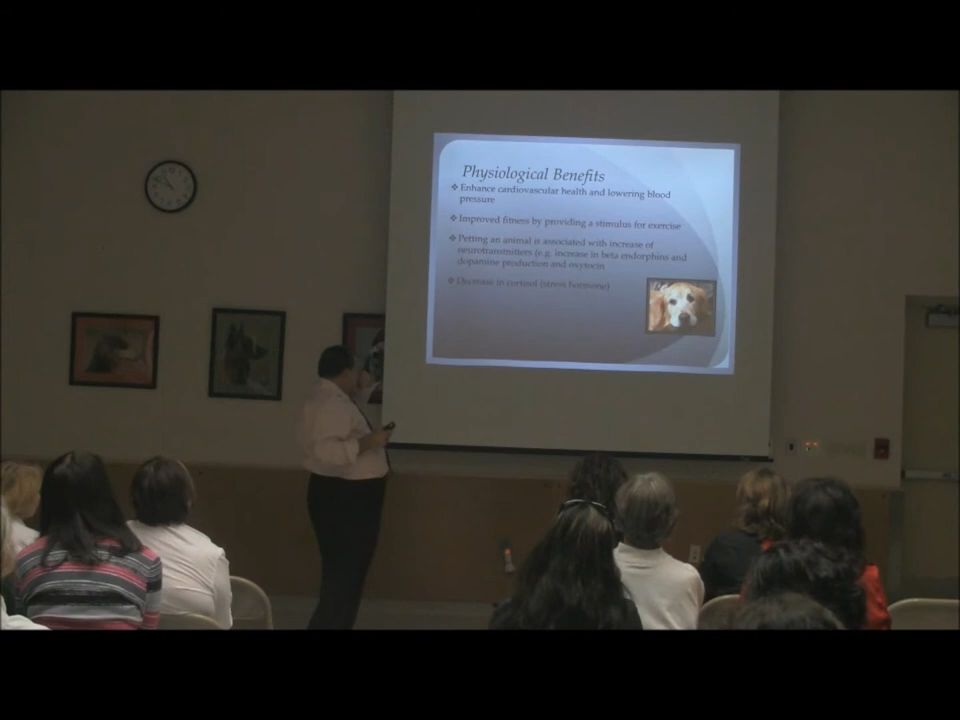 Physiological Benefits
❖ Enhance cardiovascular health and lowering blood
pressure
❖ Improved fitness by providing a stimulus for exercise
❖ Petting an animal is associated with increase of
neurotransmitters (e.g. increase in beta endorphins and
dopamine production and oxytocin
❖ Decrease in cortisol (stress hormone)